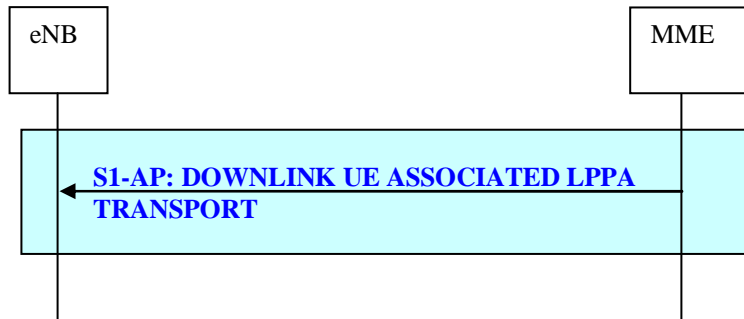 eNB
MME
S1-AP: DOWNLINK UE ASSOCIATED LPPA
TRANSPORT